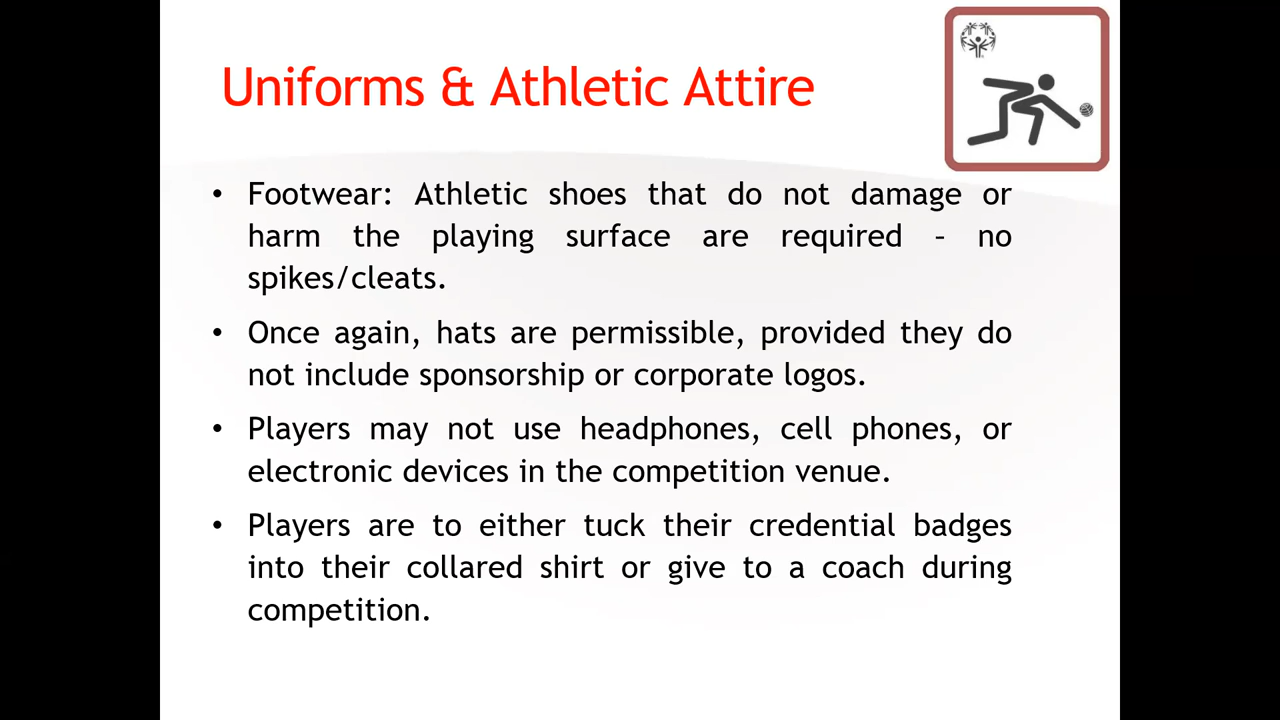 Uniforms & Athletic Attire
• Footwear: Athletic shoes that do not damage or
harm the playing surface are required – no
spikes/cleats.
• Once again, hats are permissible, provided they do
not include sponsorship or corporate logos.
• Players may not use headphones, cell phones, or
electronic devices in the competition venue.
• Players are to either tuck their credential badges
into their collared shirt or give to a coach during
competition.